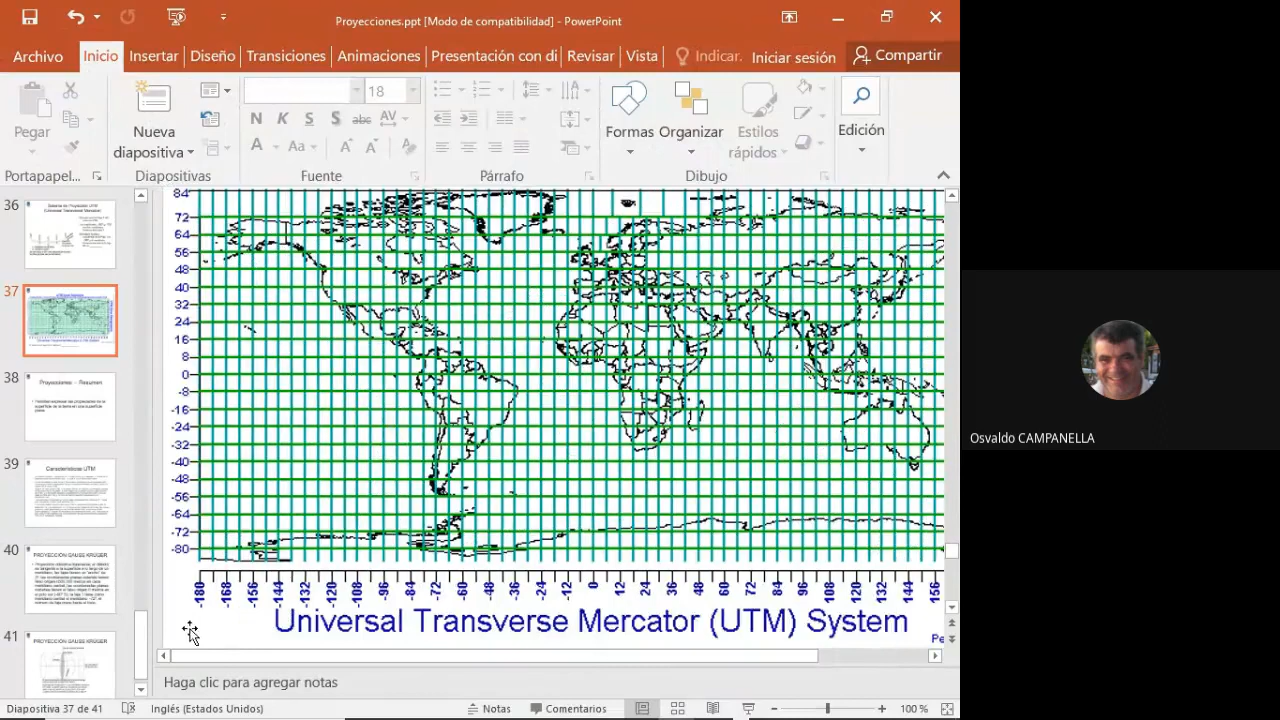 Proyecciones.ppt [Modo de compatibilidad] - PowerPoint
Archivo Inicio Insertar Diseño Transiciones Animaciones Presentación con di Revisar Vista Indicar. Iniciar sesión Compartir
18
Pegar Nueva diapositiva Formas Organizar Estilos rápidos Edición
N K S S abc AV
A Aa A A
Portapapel... Diapositivas Fuente Párrafo Dibujo
36
37
38
Proyecciones - Resumen
39
Características UTM
40
PROYECCIÓN GAUSS KRÜGER
41
PROYECCIÓN GAUSS KRÜGER
84
72
64
56
48
40
32
24
16
8
0
-8
-16
-24
-32
-40
-48
-56
-64
-72
-80
-180 -168 -156 -144 -132 -120 -108 -96 -84 -72 -60 -48 -36 -24 -12 0 12 24 36 48 60 72 84 96 108 120 132 144 156
Universal Transverse Mercator (UTM) System
Pe
Haga clic para agregar notas
Diapositiva 37 de 41 Inglés (Estados Unidos) Notas Comentarios 100 %
Osvaldo CAMPANELLA